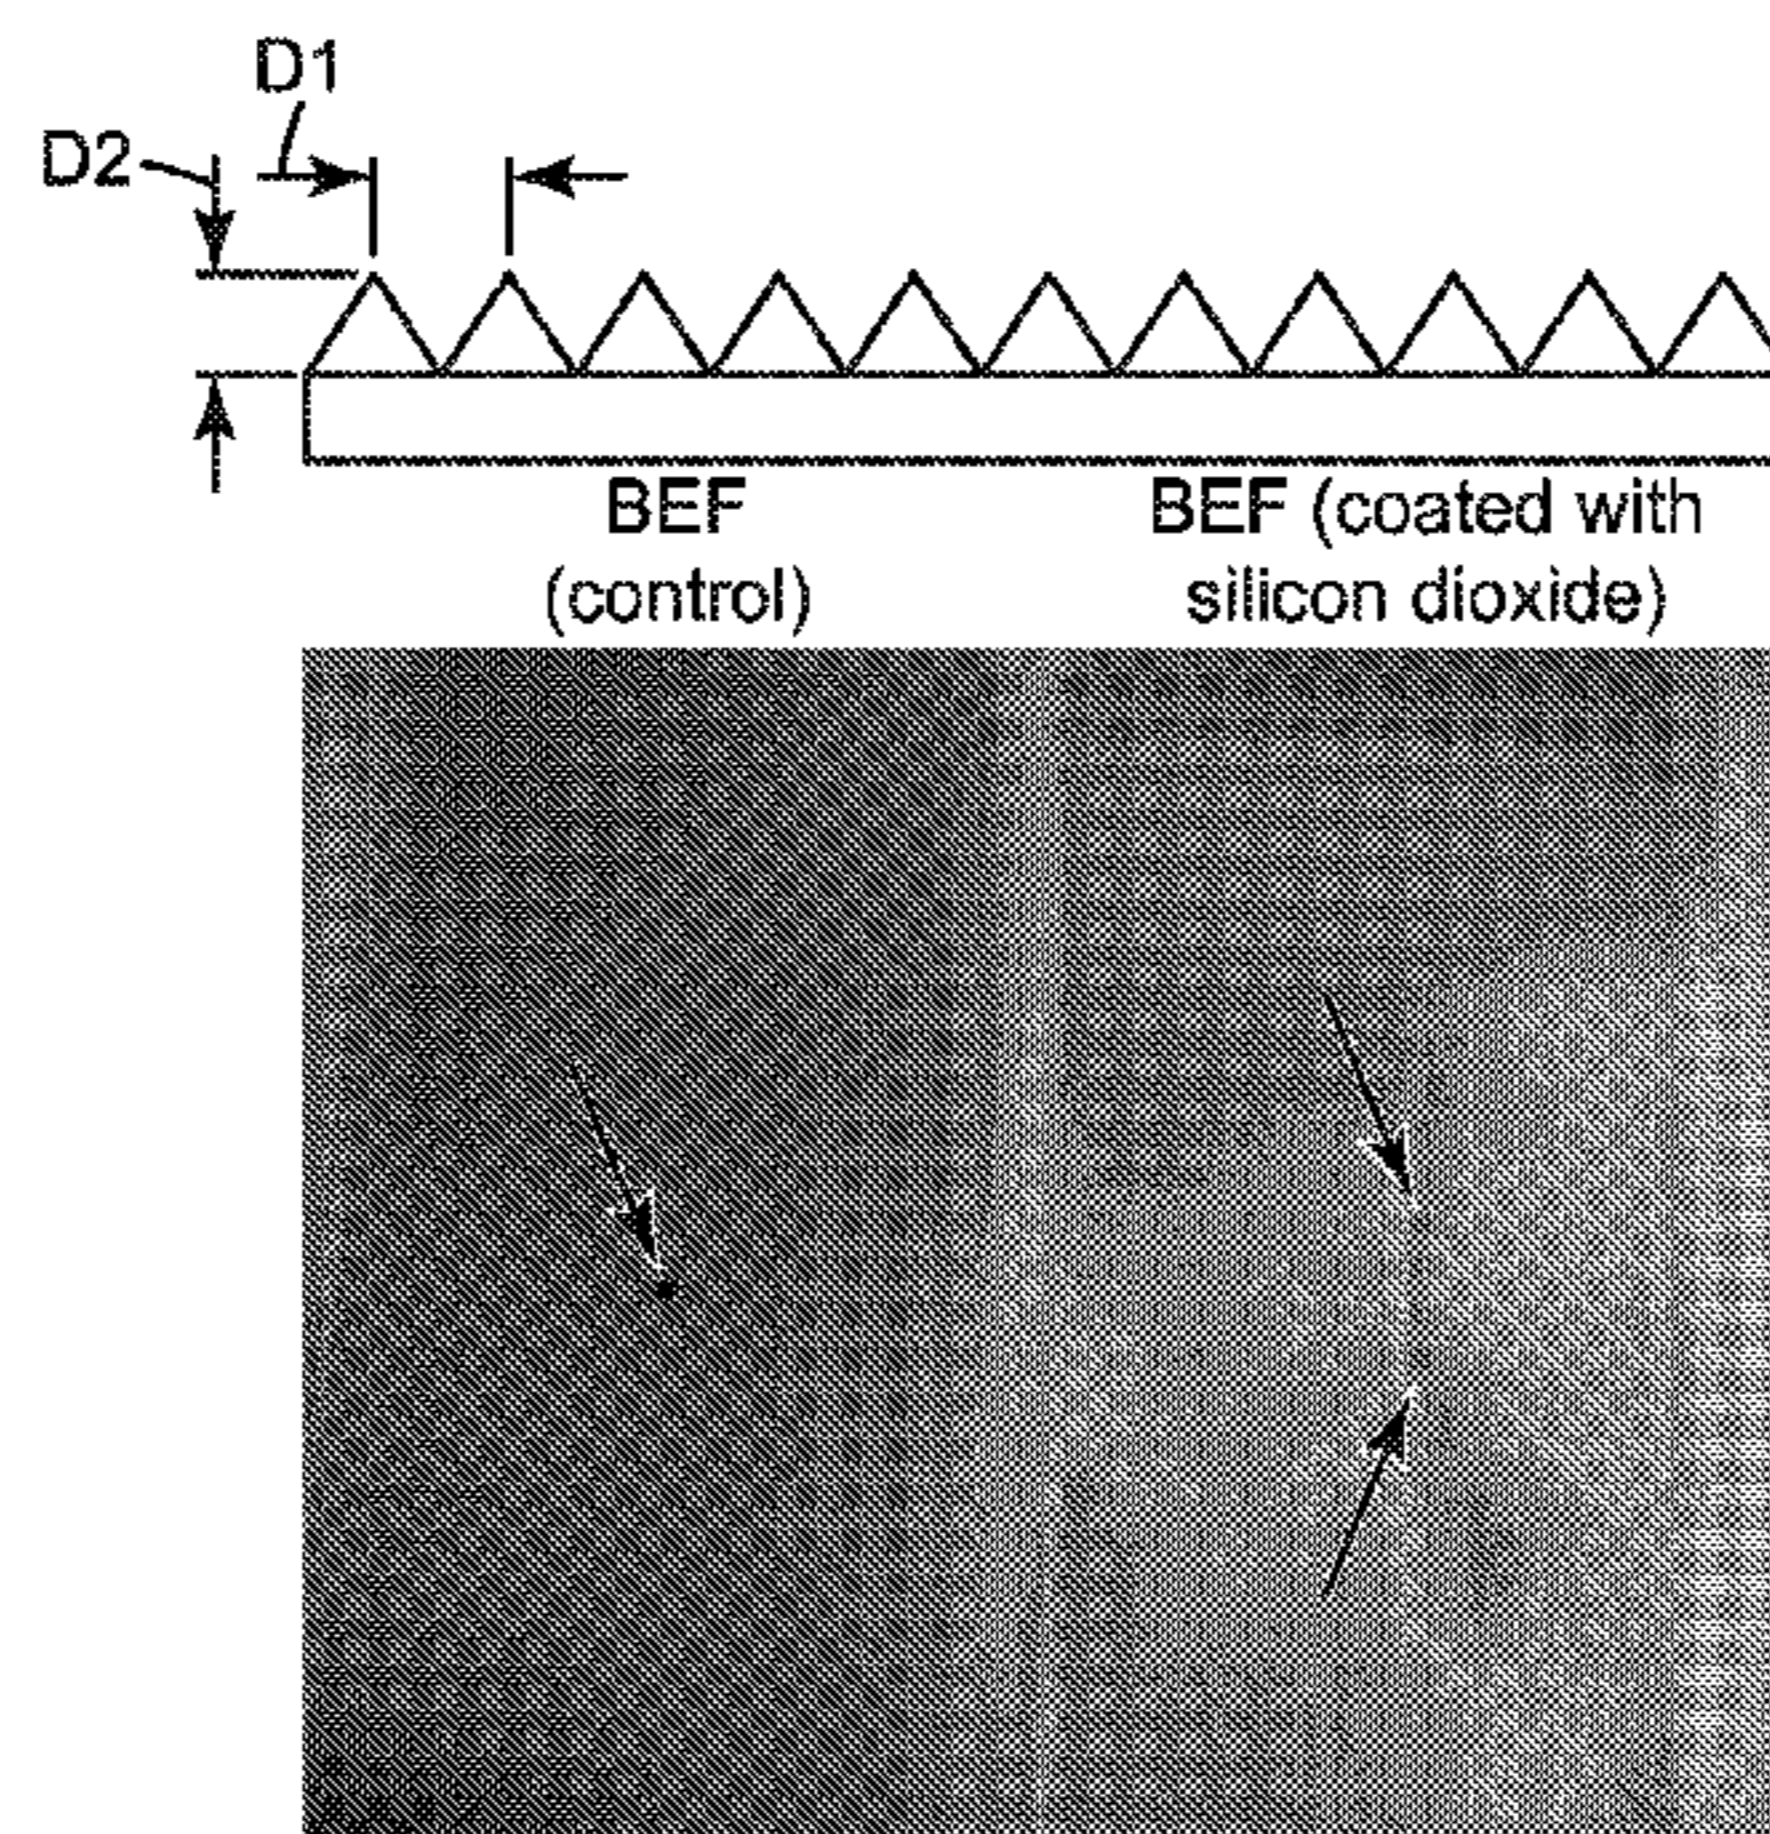 D1
D2
BEF
(control)
BEF (coated with
silicon dioxide)